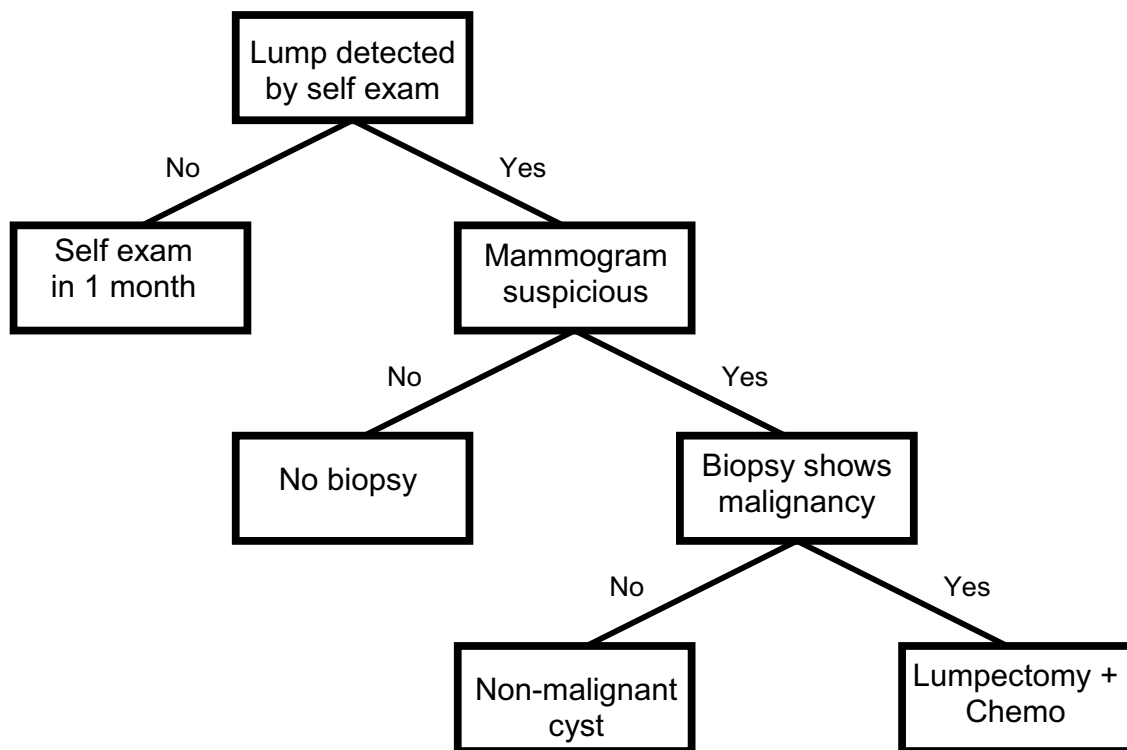 Lump detected
by self exam
No
Yes
Self exam
in 1 month
Mammogram
suspicious
No
Yes
No biopsy
Biopsy shows
malignancy
No
Yes
Non-malignant
cyst
Lumpectomy +
Chemo